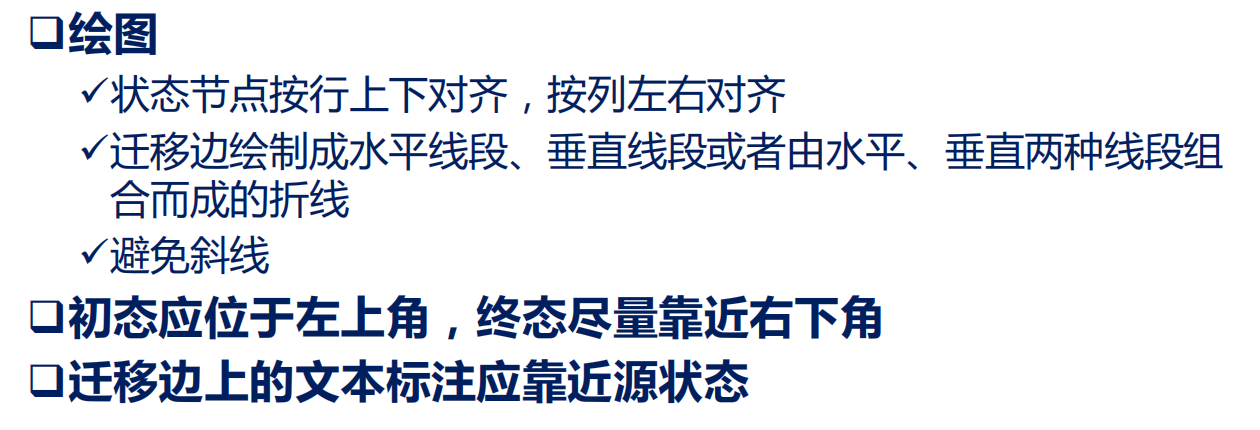 ❑绘图
✓状态节点按行上下对齐，按列左右对齐
✓迁移边绘制成水平线段、垂直线段或者由水平、垂直两种线段组
合而成的折线
✓避免斜线
❑初态应位于左上角，终态尽量靠近右下角
❑迁移边上的文本标注应靠近源状态